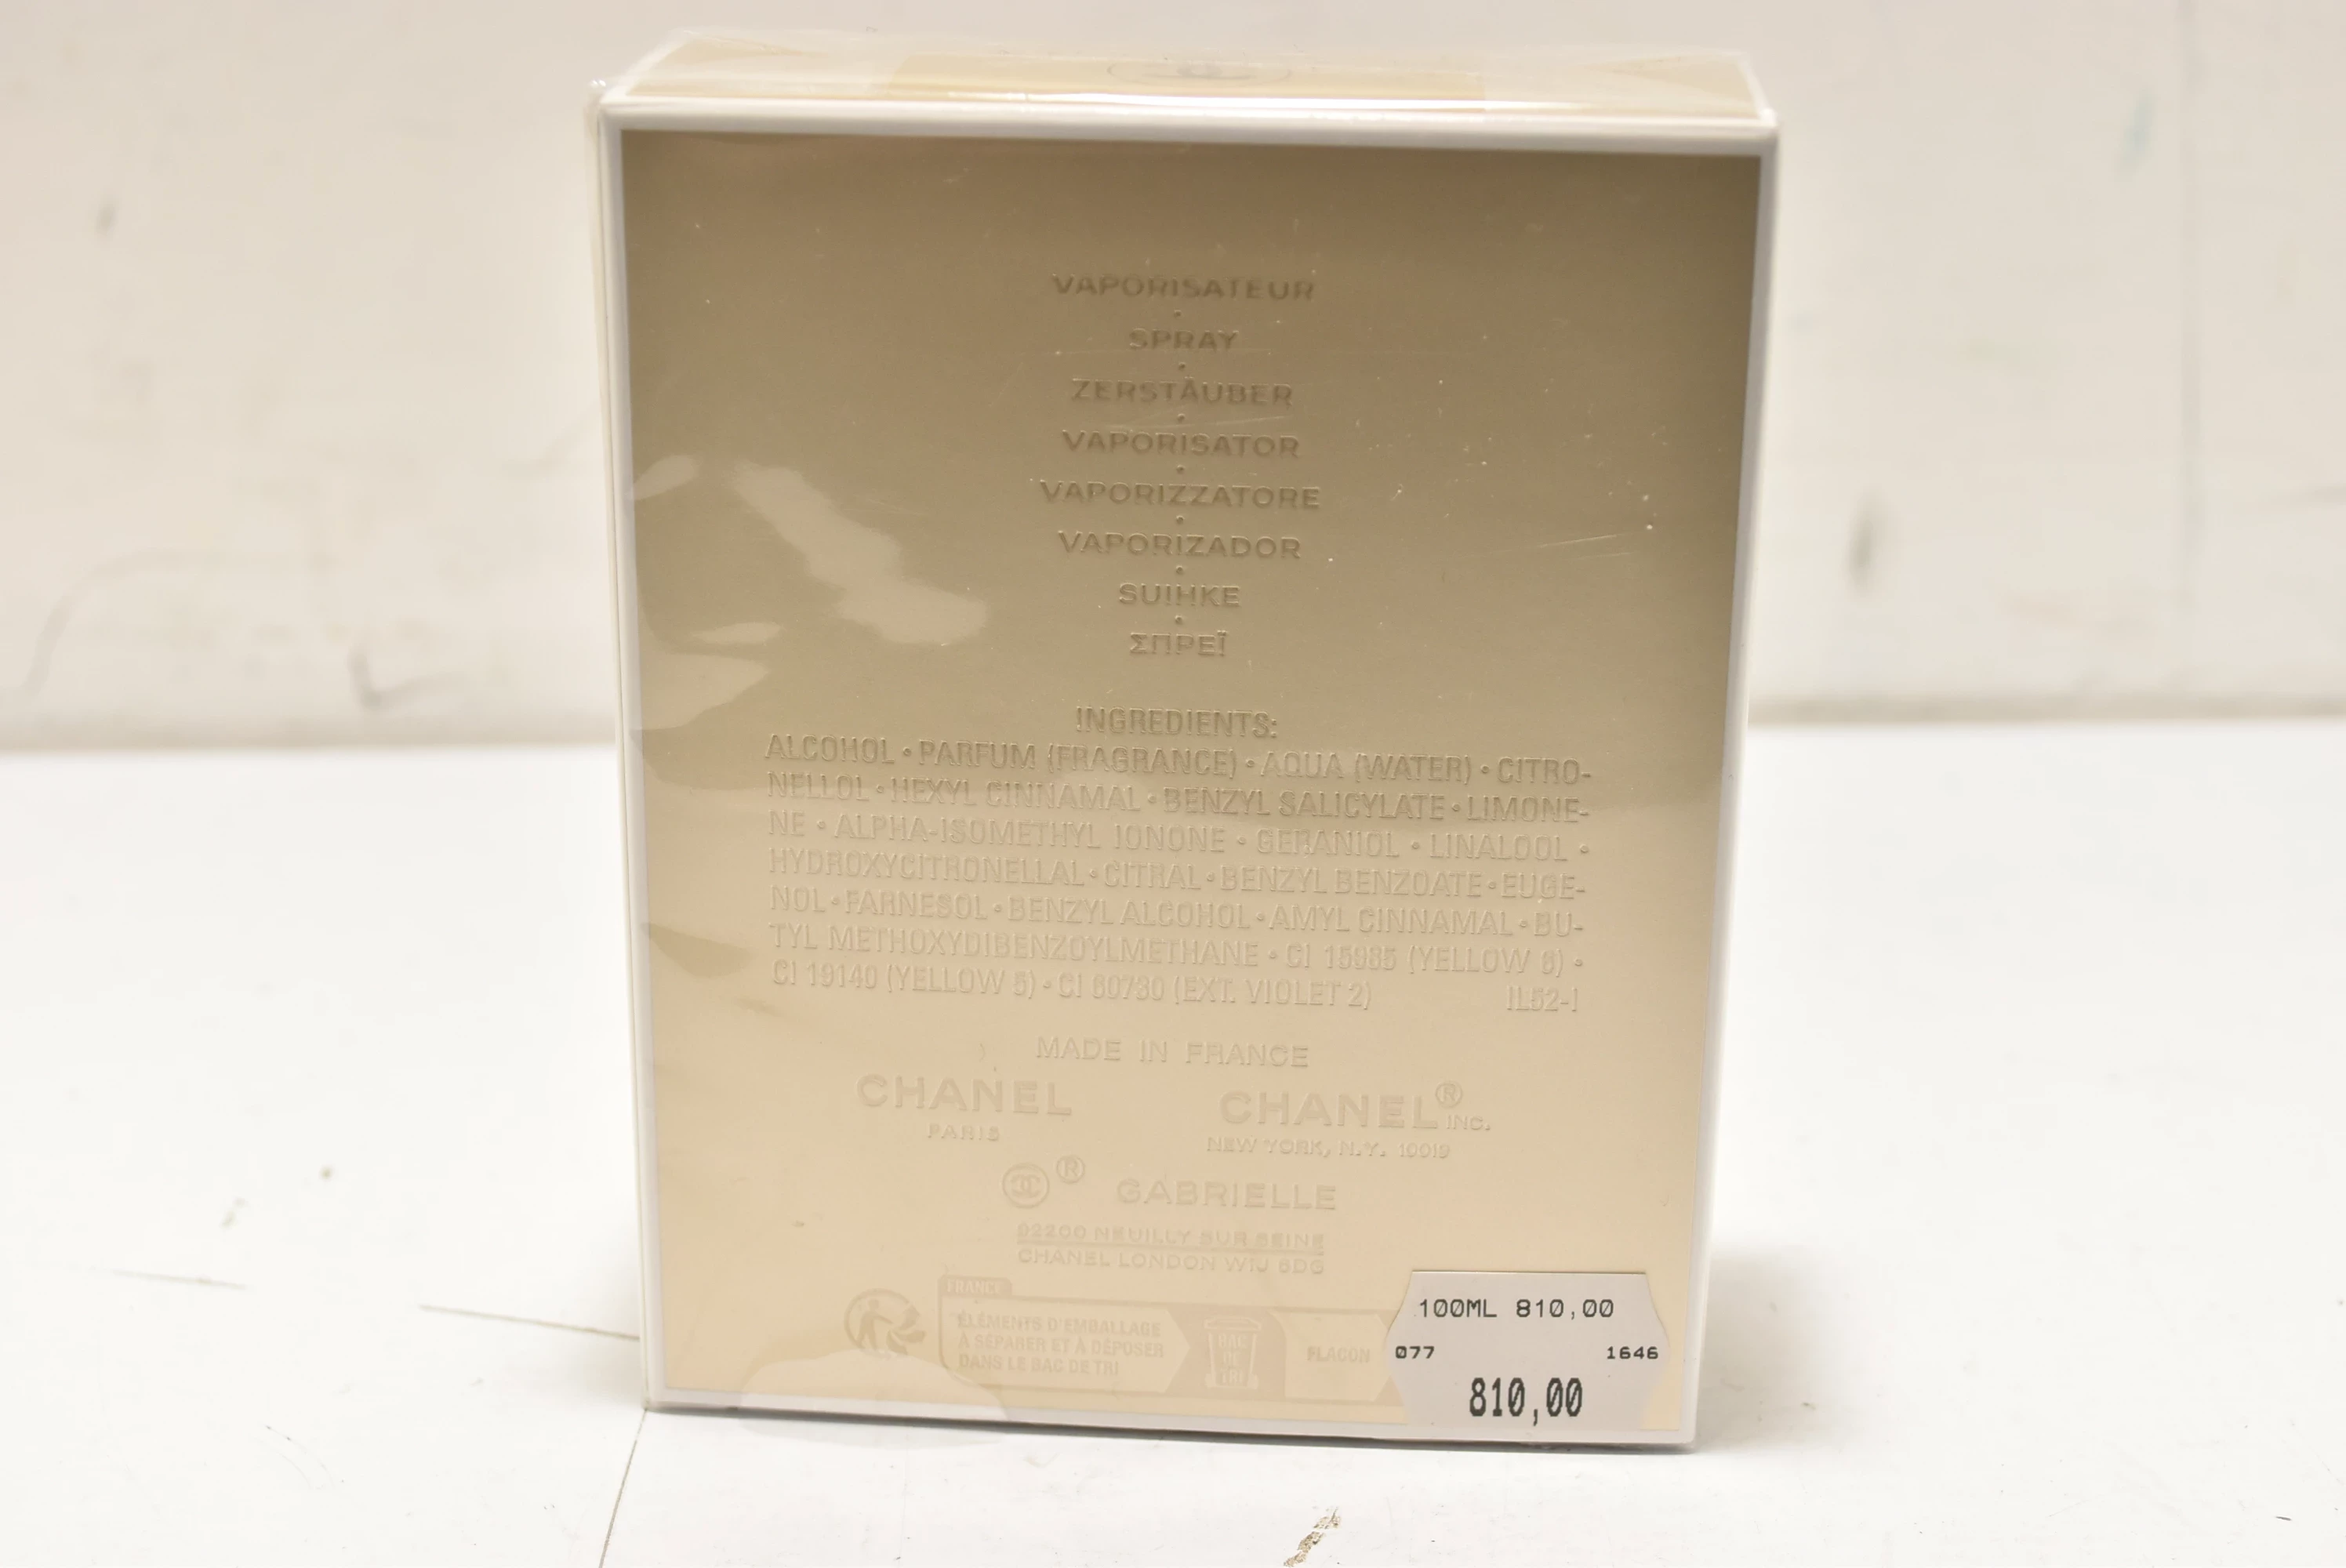 VAPORISATEUR
•
SPRAY
•
ZERSTÄUBER
•
VAPORISATOR
•
VAPORIZZATORE
•
VAPORIZADOR
•
SUIHKE
•
ΣΠΡΕΪ
INGREDIENTS:
ALCOHOL • PARFUM (FRAGRANCE) • AQUA (WATER) • CITRO-
NELLOL • HEXYL CINNAMAL • BENZYL SALICYLATE • LIMONE-
NE • ALPHA-ISOMETHYL IONONE • GERANIOL • LINALOOL •
HYDROXYCITRONELLAL • CITRAL • BENZYL BENZOATE • EUGE-
NOL • FARNESOL • BENZYL ALCOHOL • AMYL CINNAMAL • BU-
TYL METHOXYDIBENZOYLMETHANE • CI 15985 (YELLOW 6) •
CI 19140 (YELLOW 5) • CI 60730 (EXT. VIOLET 2) IL52-1
MADE IN FRANCE
CHANEL
PARIS
CHANEL® INC.
NEW YORK, N.Y. 10019
® GABRIELLE
92200 NEUILLY SUR SEINE
CHANEL LONDON W1J 6DG
FRANCE
ÉLÉMENTS D'EMBALLAGE
À SÉPARER ET À DÉPOSER
DANS LE BAC DE TRI
BAC
DE
TRI
FLACON
100ML 810,00
077 1646
810,00